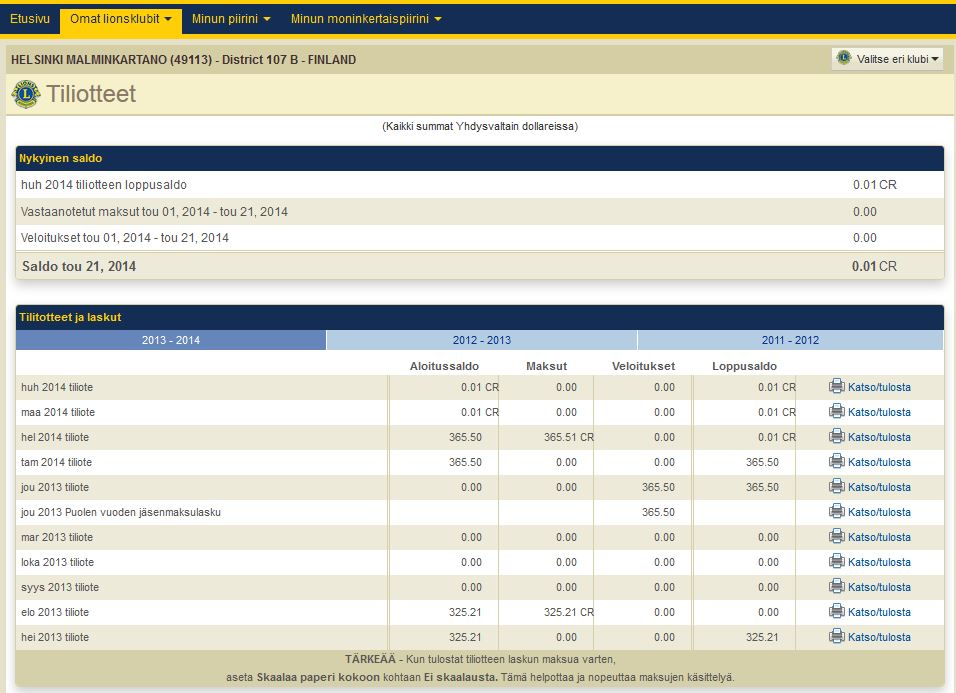 Etusivu Omat lionsklubit Minun piirini Minun moninkertaispiirini
HELSINKI MALMINKARTANO (49113) - District 107 B - FINLAND Valitse eri klubi
Tiliotteet
(Kaikki summat Yhdysvaltain dollareissa)
Nykyinen saldo
huh 2014 tiliotteen loppusaldo 0.01 CR
Vastaanotetut maksut tou 01, 2014 - tou 21, 2014 0.00
Veloitukset tou 01, 2014 - tou 21, 2014 0.00
Saldo tou 21, 2014 0.01 CR
Tilitotteet ja laskut
2013 - 2014 2012 - 2013 2011 - 2012
Aloitussaldo Maksut Veloitukset Loppusaldo
huh 2014 tiliote 0.01 CR 0.00 0.00 0.01 CR Katso/tulosta
maa 2014 tiliote 0.01 CR 0.00 0.00 0.01 CR Katso/tulosta
hel 2014 tiliote 365.50 365.51 CR 0.00 0.01 CR Katso/tulosta
tam 2014 tiliote 365.50 0.00 0.00 365.50 Katso/tulosta
jou 2013 tiliote 0.00 0.00 365.50 365.50 Katso/tulosta
jou 2013 Puolen vuoden jäsenmaksulasku 365.50 Katso/tulosta
mar 2013 tiliote 0.00 0.00 0.00 0.00 Katso/tulosta
loka 2013 tiliote 0.00 0.00 0.00 0.00 Katso/tulosta
syys 2013 tiliote 0.00 0.00 0.00 0.00 Katso/tulosta
elo 2013 tiliote 325.21 325.21 CR 0.00 0.00 Katso/tulosta
hei 2013 tiliote 325.21 0.00 0.00 325.21 Katso/tulosta
TÄRKEÄÄ - Kun tulostat tiliotteen laskun maksua varten,
aseta Skaalaa paperi kokoon kohtaan Ei skaalausta. Tämä helpottaa ja nopeuttaa maksujen käsittelyä.